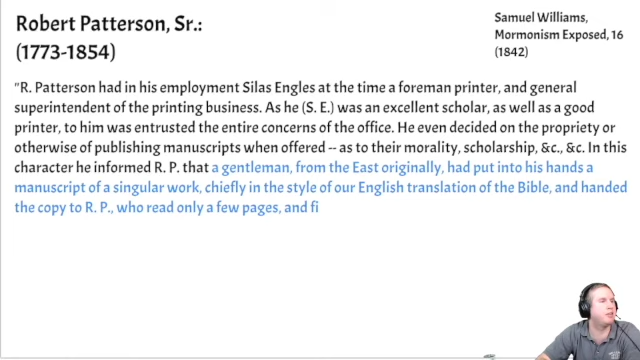 Robert Patterson, Sr.:
(1773-1854)
Samuel Williams,
Mormonism Exposed, 16
(1842)
"R. Patterson had in his employment Silas Engles at the time a foreman printer, and general
superintendent of the printing business. As he (S. E.) was an excellent scholar, as well as a good
printer, to him was entrusted the entire concerns of the office. He even decided on the propriety or
otherwise of publishing manuscripts when offered -- as to their morality, scholarship, &c., &c. In this
character he informed R. P. that a gentleman, from the East originally, had put into his hands a
manuscript of a singular work, chiefly in the style of our English translation of the Bible, and handed
the copy to R. P., who read only a few pages, and fi